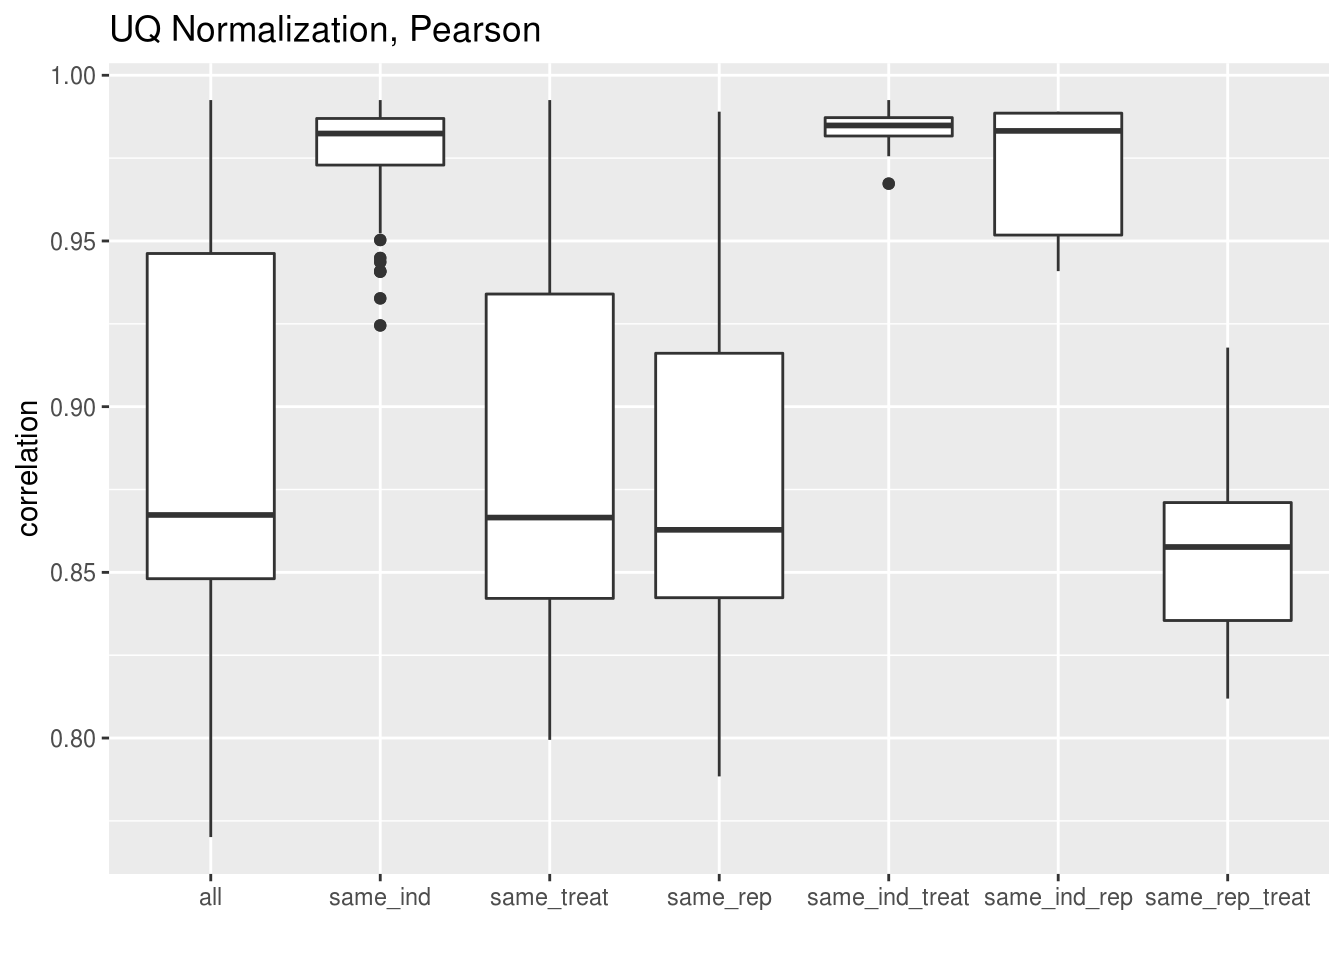 UQ Normalization, Pearson
1.00
0.95
0.90
0.85
0.80
correlation
all same_ind same_treat same_rep same_ind_treat same_ind_rep same_rep_treat